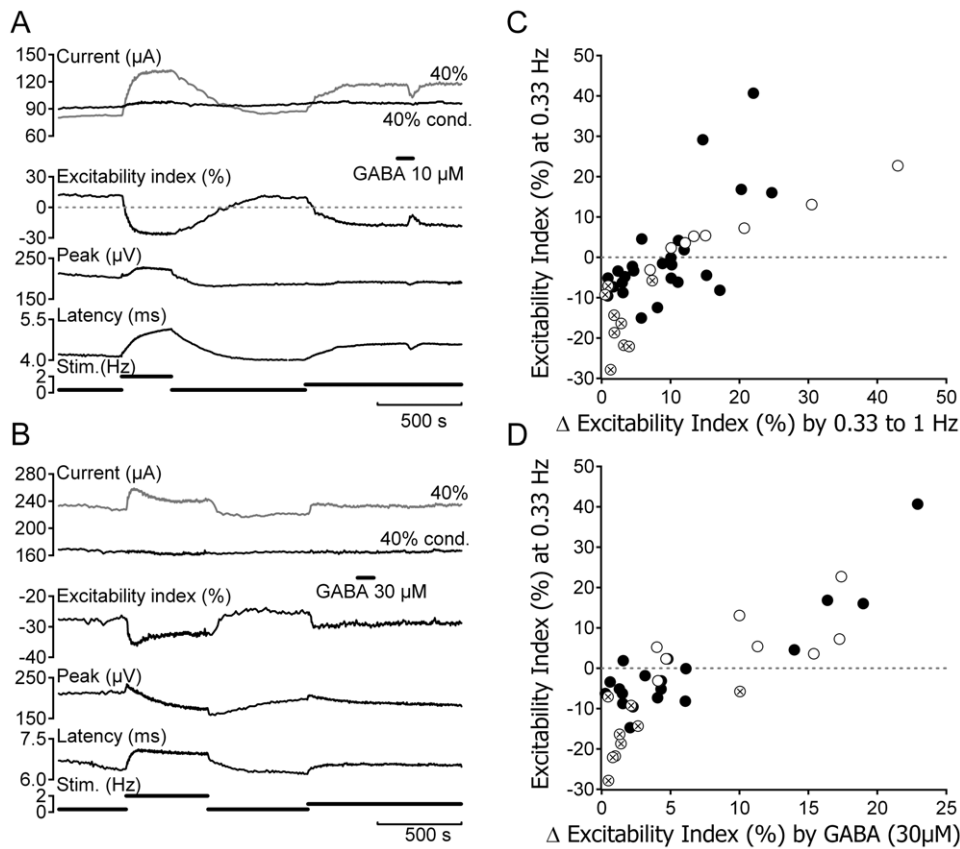 A
Current (µA)
150
120
90
60
40%
40% cond.
GABA 10 µM
Excitability index (%)
30
0
-30
Peak (µV)
250
150
Latency (ms)
5.5
4.0
Stim.(Hz)
2
0
500 s
B
Current (µA)
280
240
200
160
40%
40% cond.
GABA 30 µM
Excitability index (%)
-20
-30
-40
Peak (µV)
250
150
Latency (ms)
7.5
6.0
Stim. (Hz)
2
0
500 s
C
Excitability Index (%) at 0.33 Hz
50
40
30
20
10
0
-10
-20
-30
0 10 20 30 40 50
Δ Excitability Index (%) by 0.33 to 1 Hz
D
Excitability Index (%) at 0.33 Hz
50
40
30
20
10
0
-10
-20
-30
0 5 10 15 20 25
Δ Excitability Index (%) by GABA (30µM)